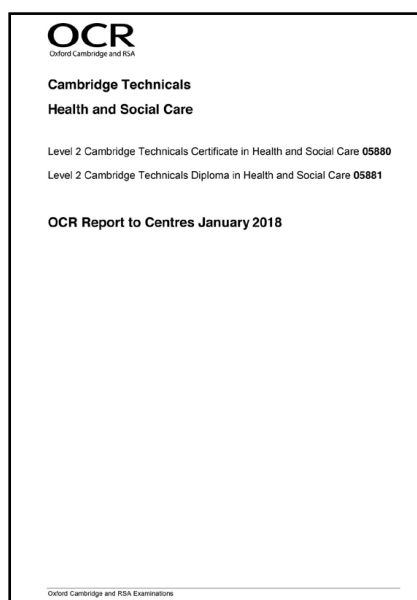 OCR
Oxford Cambridge and RSA
Cambridge Technicals
Health and Social Care
Level 2 Cambridge Technicals Certificate in Health and Social Care 05880
Level 2 Cambridge Technicals Diploma in Health and Social Care 05881
OCR Report to Centres January 2018
Oxford Cambridge and RSA Examinations